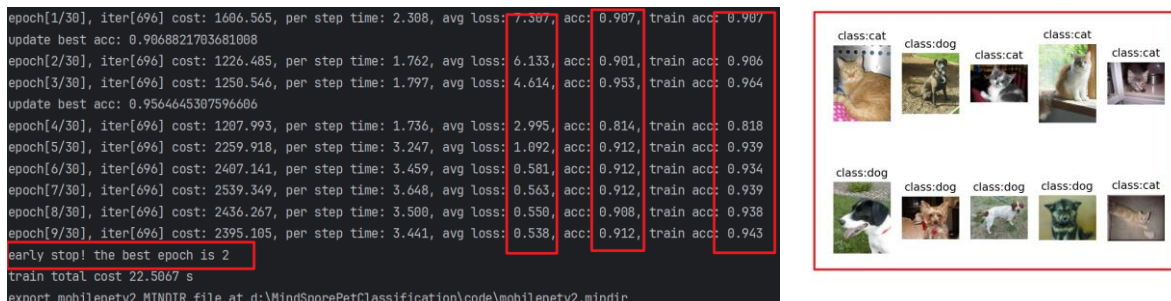 epoch[1/30], iter[696] cost: 1606.565, per step time: 2.308, avg loss: 7.307, acc: 0.907, train acc: 0.907
update best acc: 0.9068821703681008
epoch[2/30], iter[696] cost: 1226.485, per step time: 1.762, avg loss: 6.133, acc: 0.901, train acc: 0.906
epoch[3/30], iter[696] cost: 1250.546, per step time: 1.797, avg loss: 4.614, acc: 0.953, train acc: 0.964
update best acc: 0.9564645307596606
epoch[4/30], iter[696] cost: 1207.993, per step time: 1.736, avg loss: 2.995, acc: 0.814, train acc: 0.818
epoch[5/30], iter[696] cost: 2259.918, per step time: 3.247, avg loss: 1.092, acc: 0.912, train acc: 0.939
epoch[6/30], iter[696] cost: 2407.141, per step time: 3.459, avg loss: 0.581, acc: 0.912, train acc: 0.934
epoch[7/30], iter[696] cost: 2539.349, per step time: 3.648, avg loss: 0.563, acc: 0.912, train acc: 0.939
epoch[8/30], iter[696] cost: 2436.267, per step time: 3.500, avg loss: 0.550, acc: 0.908, train acc: 0.938
epoch[9/30], iter[696] cost: 2395.105, per step time: 3.441, avg loss: 0.538, acc: 0.912, train acc: 0.943
early stop! the best epoch is 2
train total cost 22.5067 s
export mobilenetv2 MINDIR file at d:\MindSporePetClassification\code\mobilenetv2.mindir
class:cat
class:dog
class:cat
class:cat
class:cat
class:dog
class:dog
class:dog
class:dog
class:cat